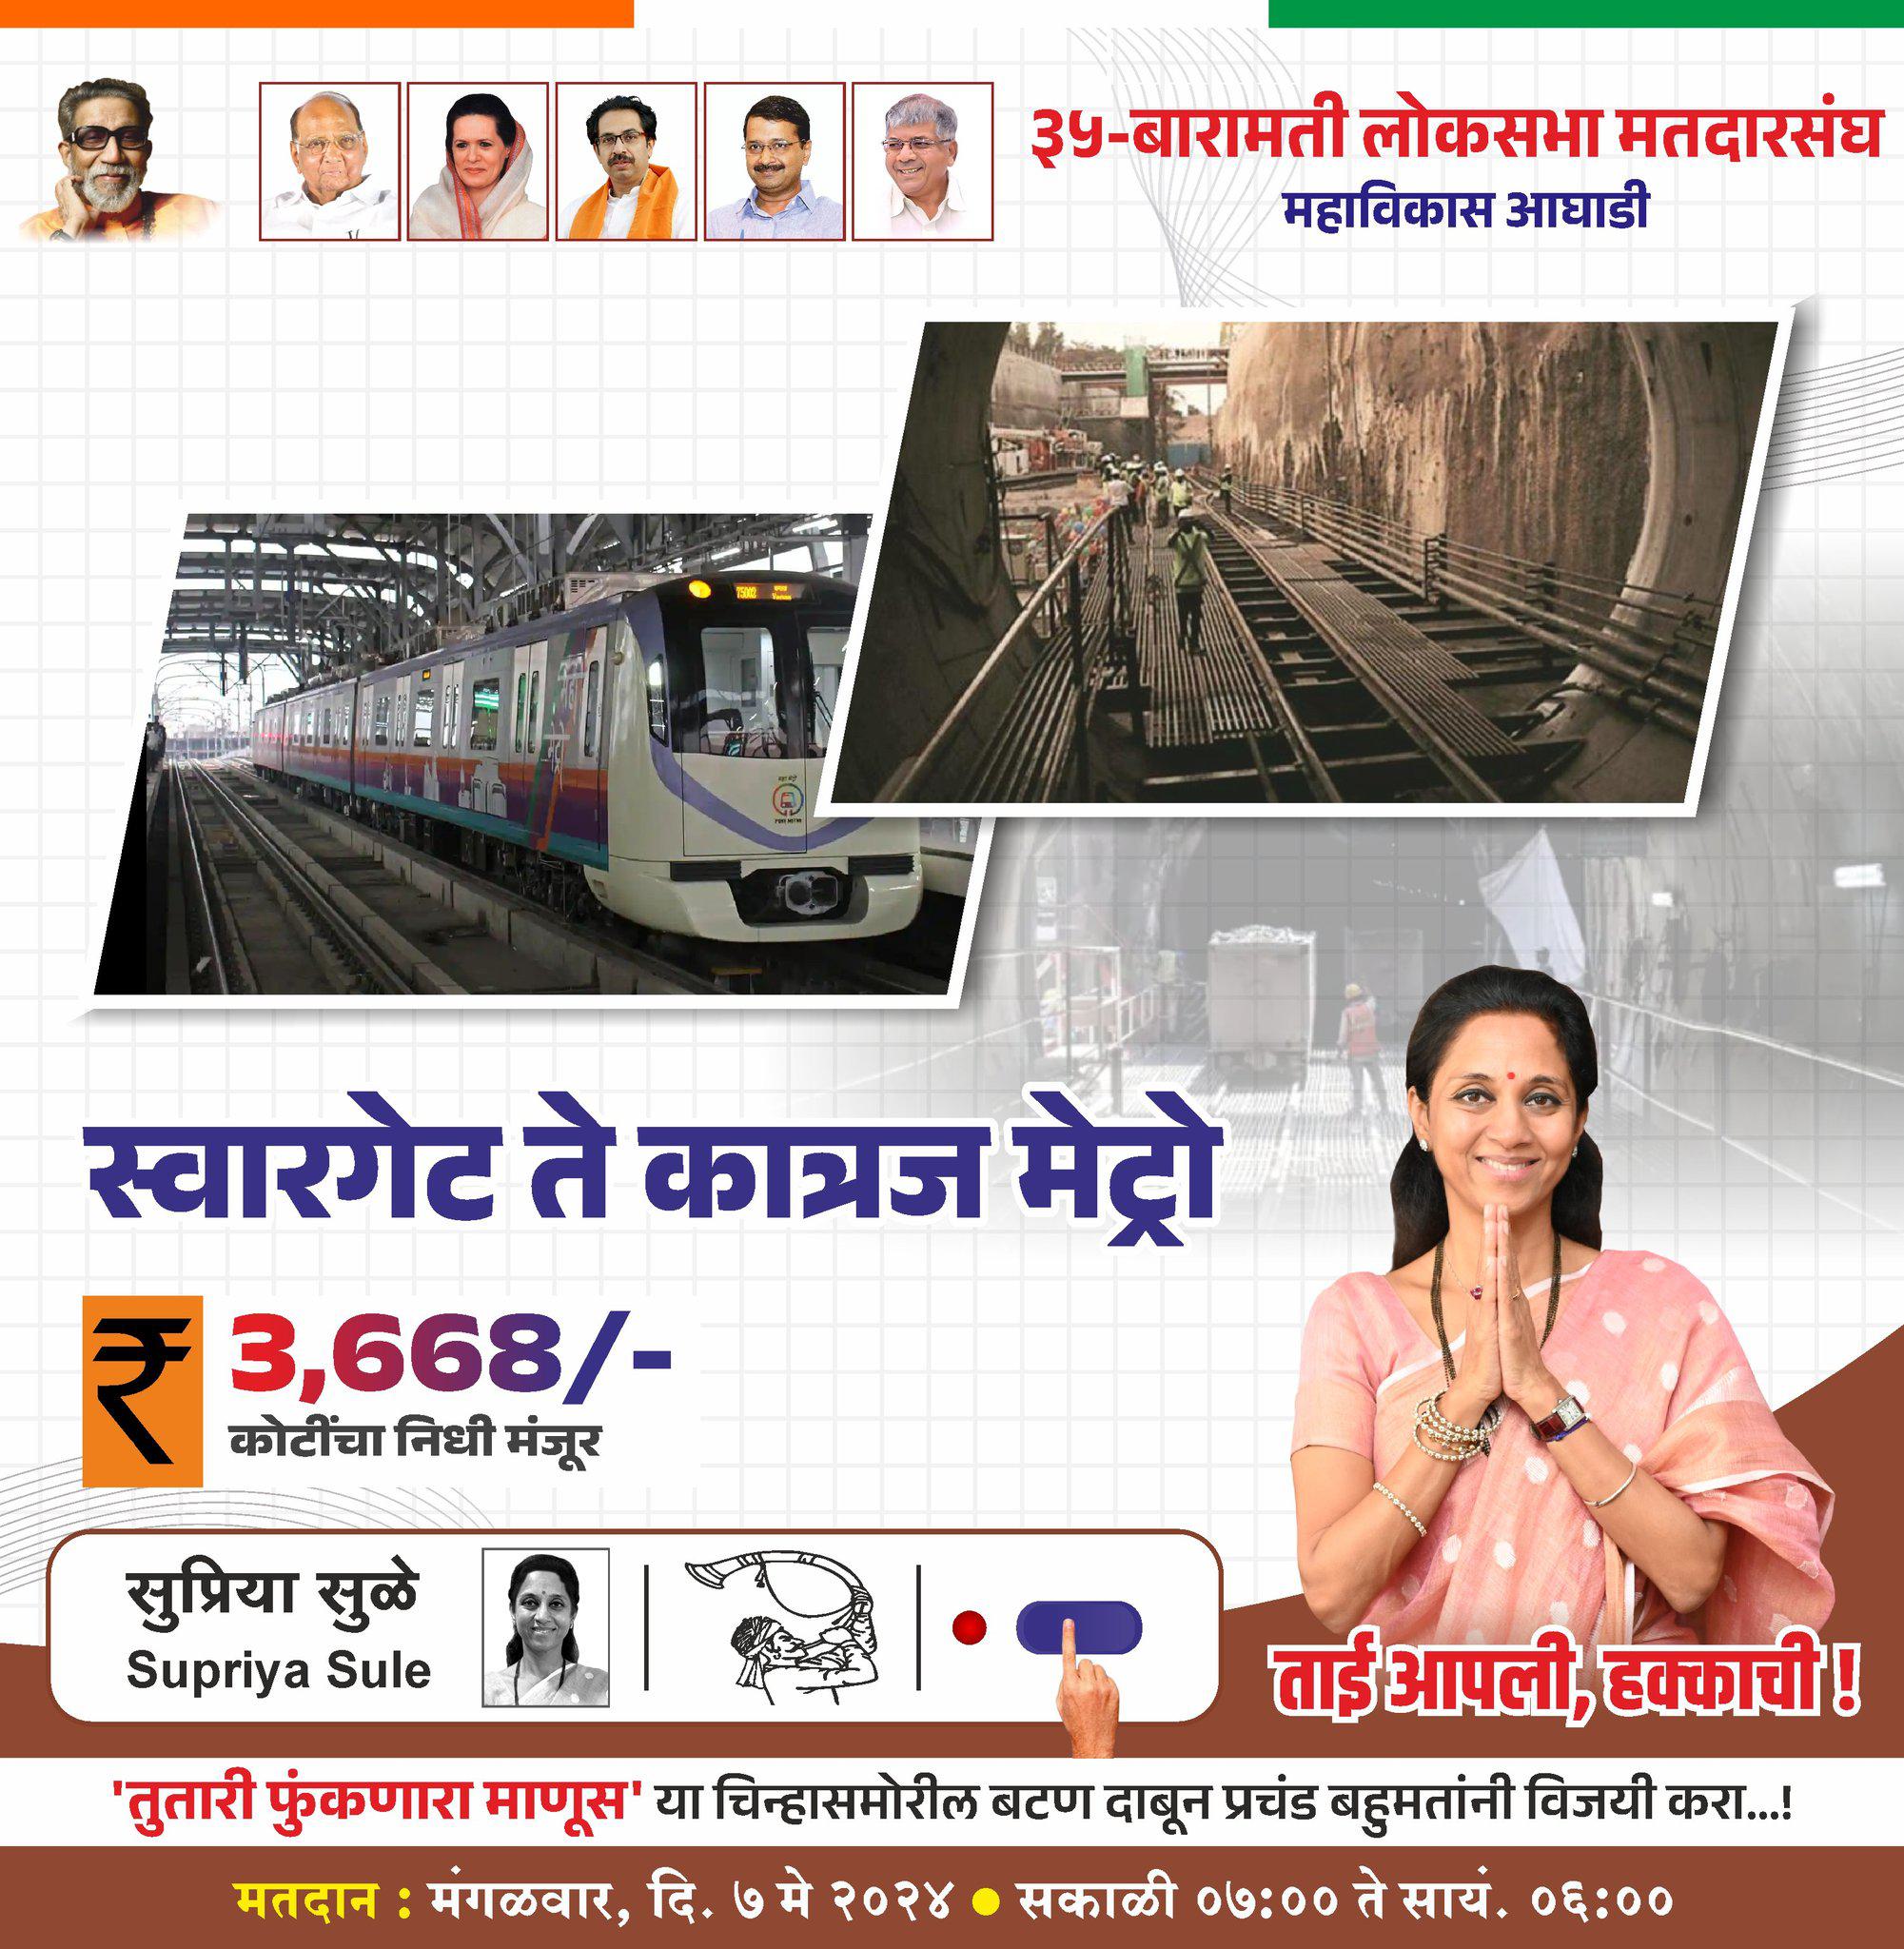 ३५-बारामती लोकसभा मतदारसंघ
महाविकास आघाडी
स्वारगेट ते कात्रज मेट्रो
₹ 3,668/-
कोटींचा निधी मंजूर
सुप्रिया सुळे
Supriya Sule
ताई आपली, हक्काची !
'तुतारी फुंकणारा माणूस' या चिन्हासमोरील बटण दाबून प्रचंड बहुमतांनी विजयी करा...!
मतदान : मंगळवार, दि. ७ मे २०२४ ● सकाळी ०७:०० ते सायं. ०६:००